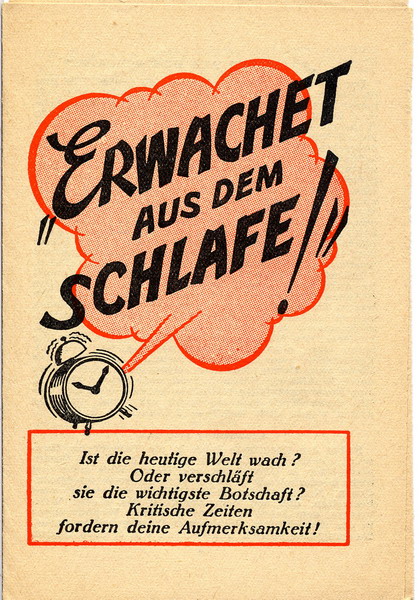 „ERWACHET
AUS DEM
SCHLAFE!"
Ist die heutige Welt wach?
Oder verschläft
sie die wichtigste Botschaft?
Kritische Zeiten
fordern deine Aufmerksamkeit!